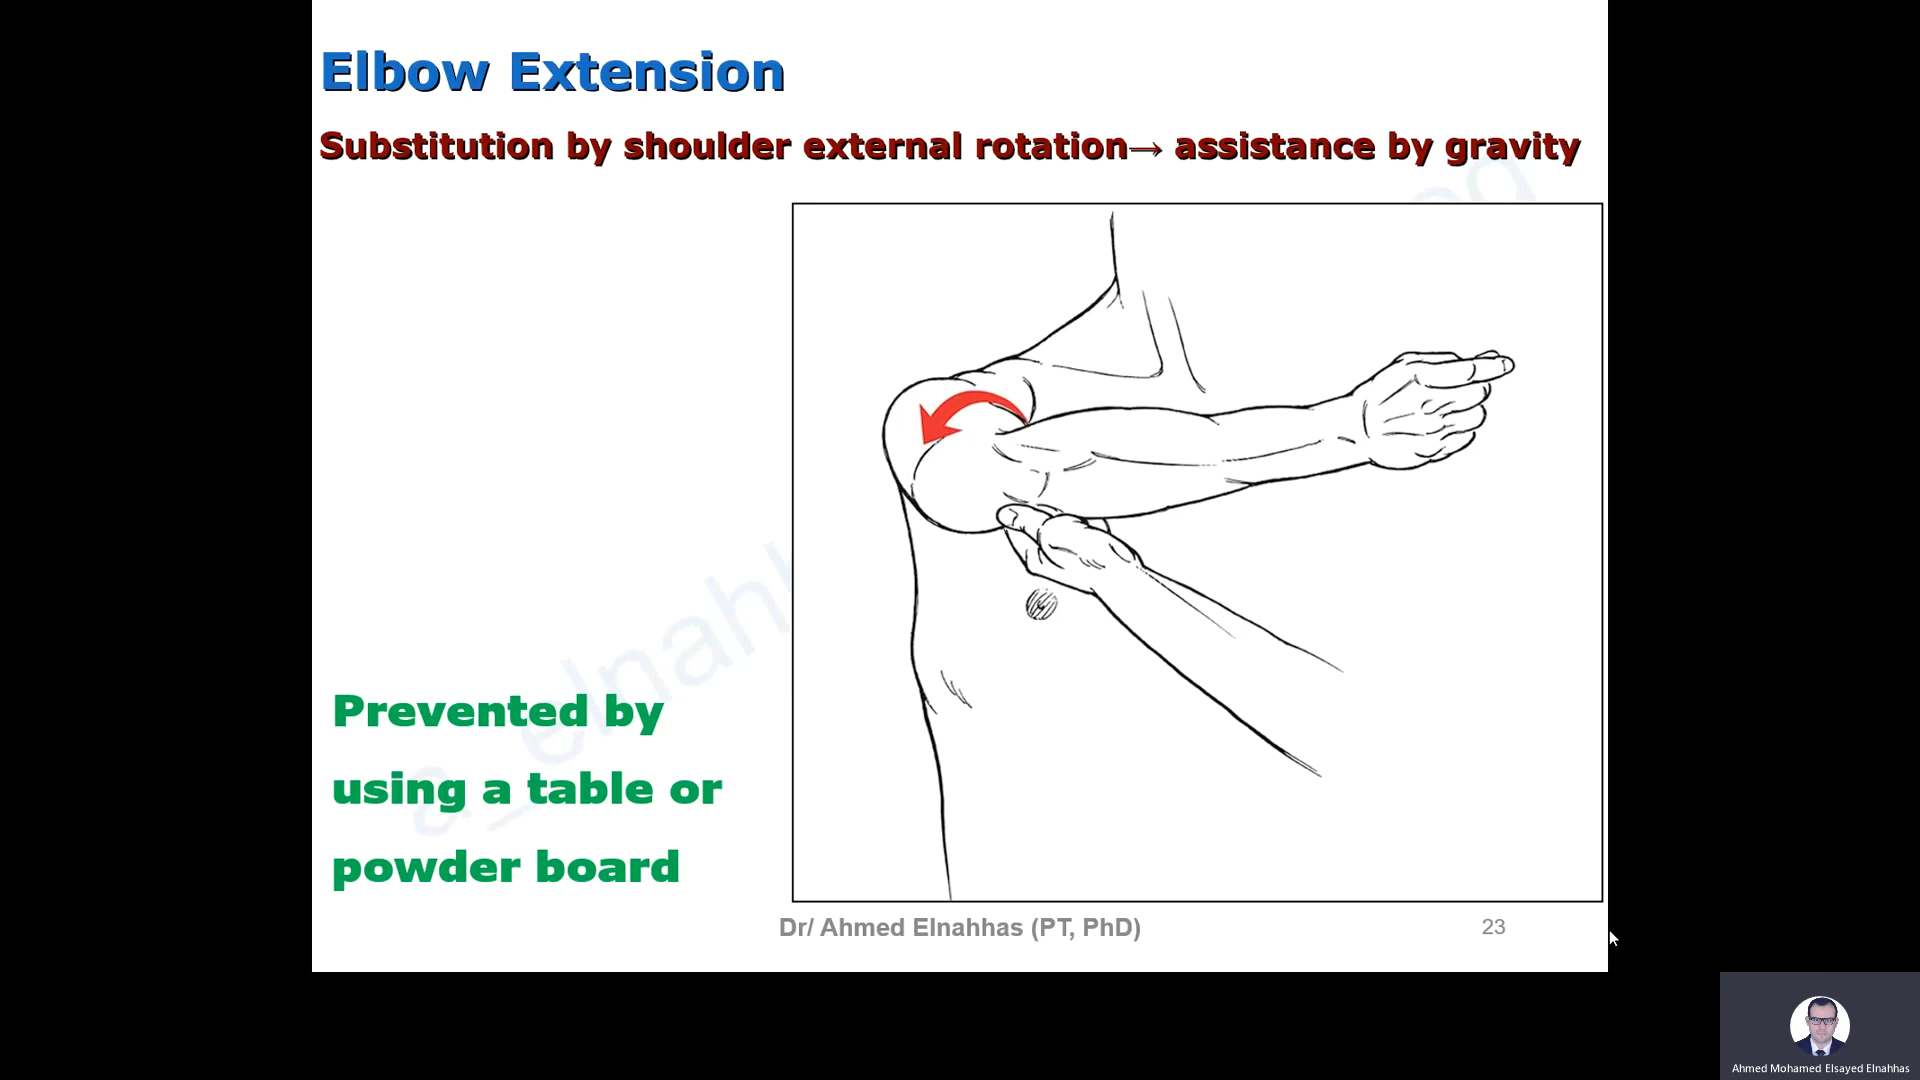 Elbow Extension
Substitution by shoulder external rotation→ assistance by gravity
Prevented by
using a table or
powder board
Dr/ Ahmed Elnahhas (PT, PhD)
23
Ahmed Mohamed Elsayed Elnahhas